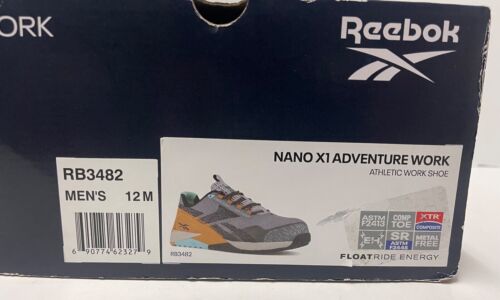 ORK
Reebok
RB3482
MEN'S 12 M
6 90774 62327 9
NANO X1 ADVENTURE WORK
ATHLETIC WORK SHOE
RB3482
ASTM F2413
COMP TOE
XTR COMPOSITE
EH
SR ASTM F3445
METAL FREE
FLOATRIDE ENERGY